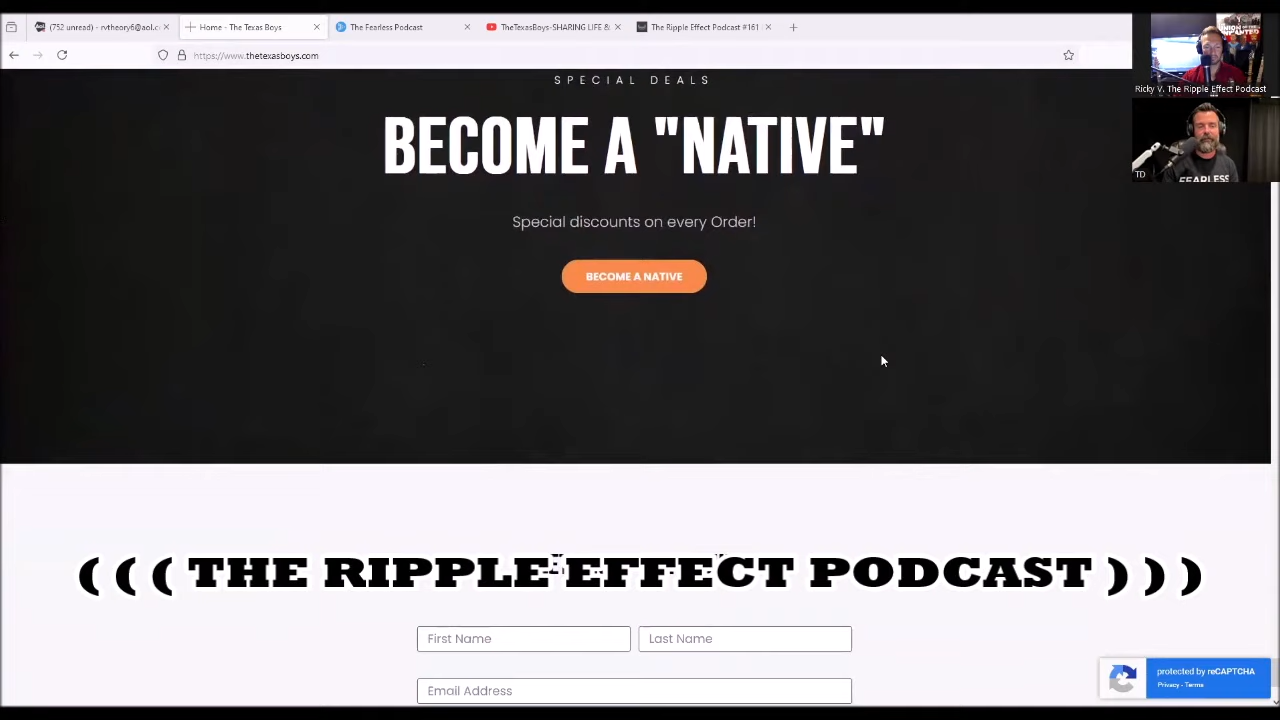 (752 unread) - rvtheory6@aol.c
Home - The Texas Boys
The Fearless Podcast
TheTexasBoys SHARING LIFE &
The Ripple Effect Podcast #161
https://www.thetexasboys.com
Ricky V. The Ripple Effect Podcast
TD
FEARLESS
SPECIAL DEALS
BECOME A "NATIVE"
Special discounts on every Order!
BECOME A NATIVE
( ( ( THE RIPPLE EFFECT PODCAST ) ) )
First Name
Last Name
Email Address
protected by reCAPTCHA
Privacy - Terms